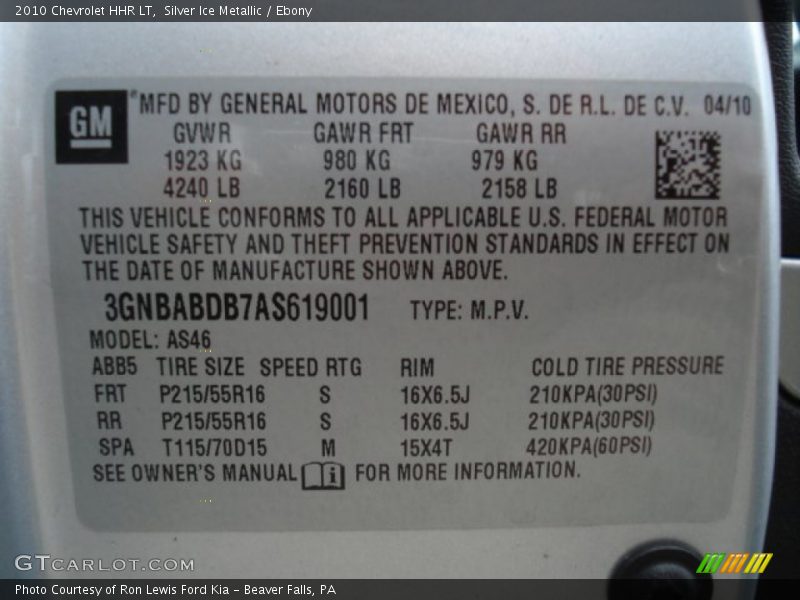 2010 Chevrolet HHR LT,  Silver Ice Metallic / Ebony
GM ® MFD BY GENERAL MOTORS DE MEXICO, S. DE R.L. DE C.V. 04/10
GVWR GAWR FRT GAWR RR
1923 KG 980 KG 979 KG
4240 LB 2160 LB 2158 LB
THIS VEHICLE CONFORMS TO ALL APPLICABLE U.S. FEDERAL MOTOR
VEHICLE SAFETY AND THEFT PREVENTION STANDARDS IN EFFECT ON
THE DATE OF MANUFACTURE SHOWN ABOVE.
3GNBABDB7AS619001 TYPE: M.P.V.
MODEL: AS46
ABB5 TIRE SIZE SPEED RTG RIM COLD TIRE PRESSURE
FRT P215/55R16 S 16X6.5J 210KPA(30PSI)
RR P215/55R16 S 16X6.5J 210KPA(30PSI)
SPA T115/70D15 M 15X4T 420KPA(60PSI)
SEE OWNER'S MANUAL i FOR MORE INFORMATION.
GTCARLOT.COM
Photo Courtesy of Ron Lewis Ford Kia - Beaver Falls, PA